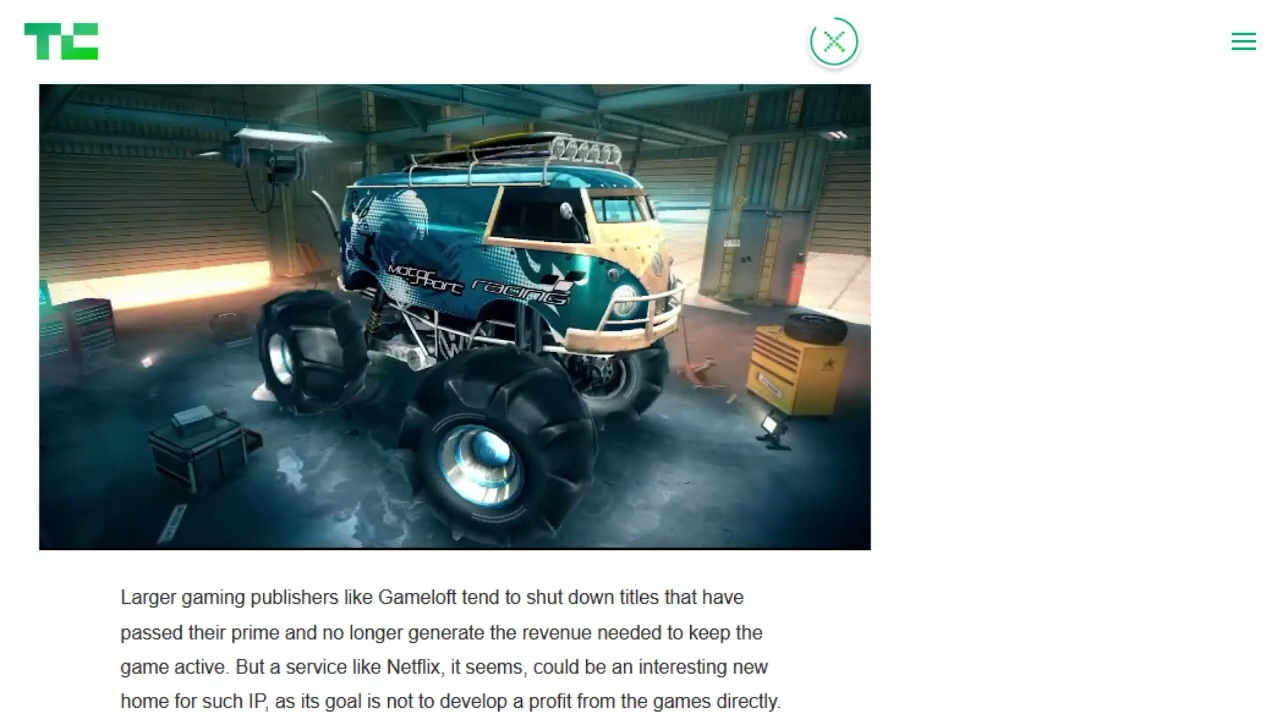 TC
MOTOR
SPORT racing
Larger gaming publishers like Gameloft tend to shut down titles that have
passed their prime and no longer generate the revenue needed to keep the
game active. But a service like Netflix, it seems, could be an interesting new
home for such IP, as its goal is not to develop a profit from the games directly.